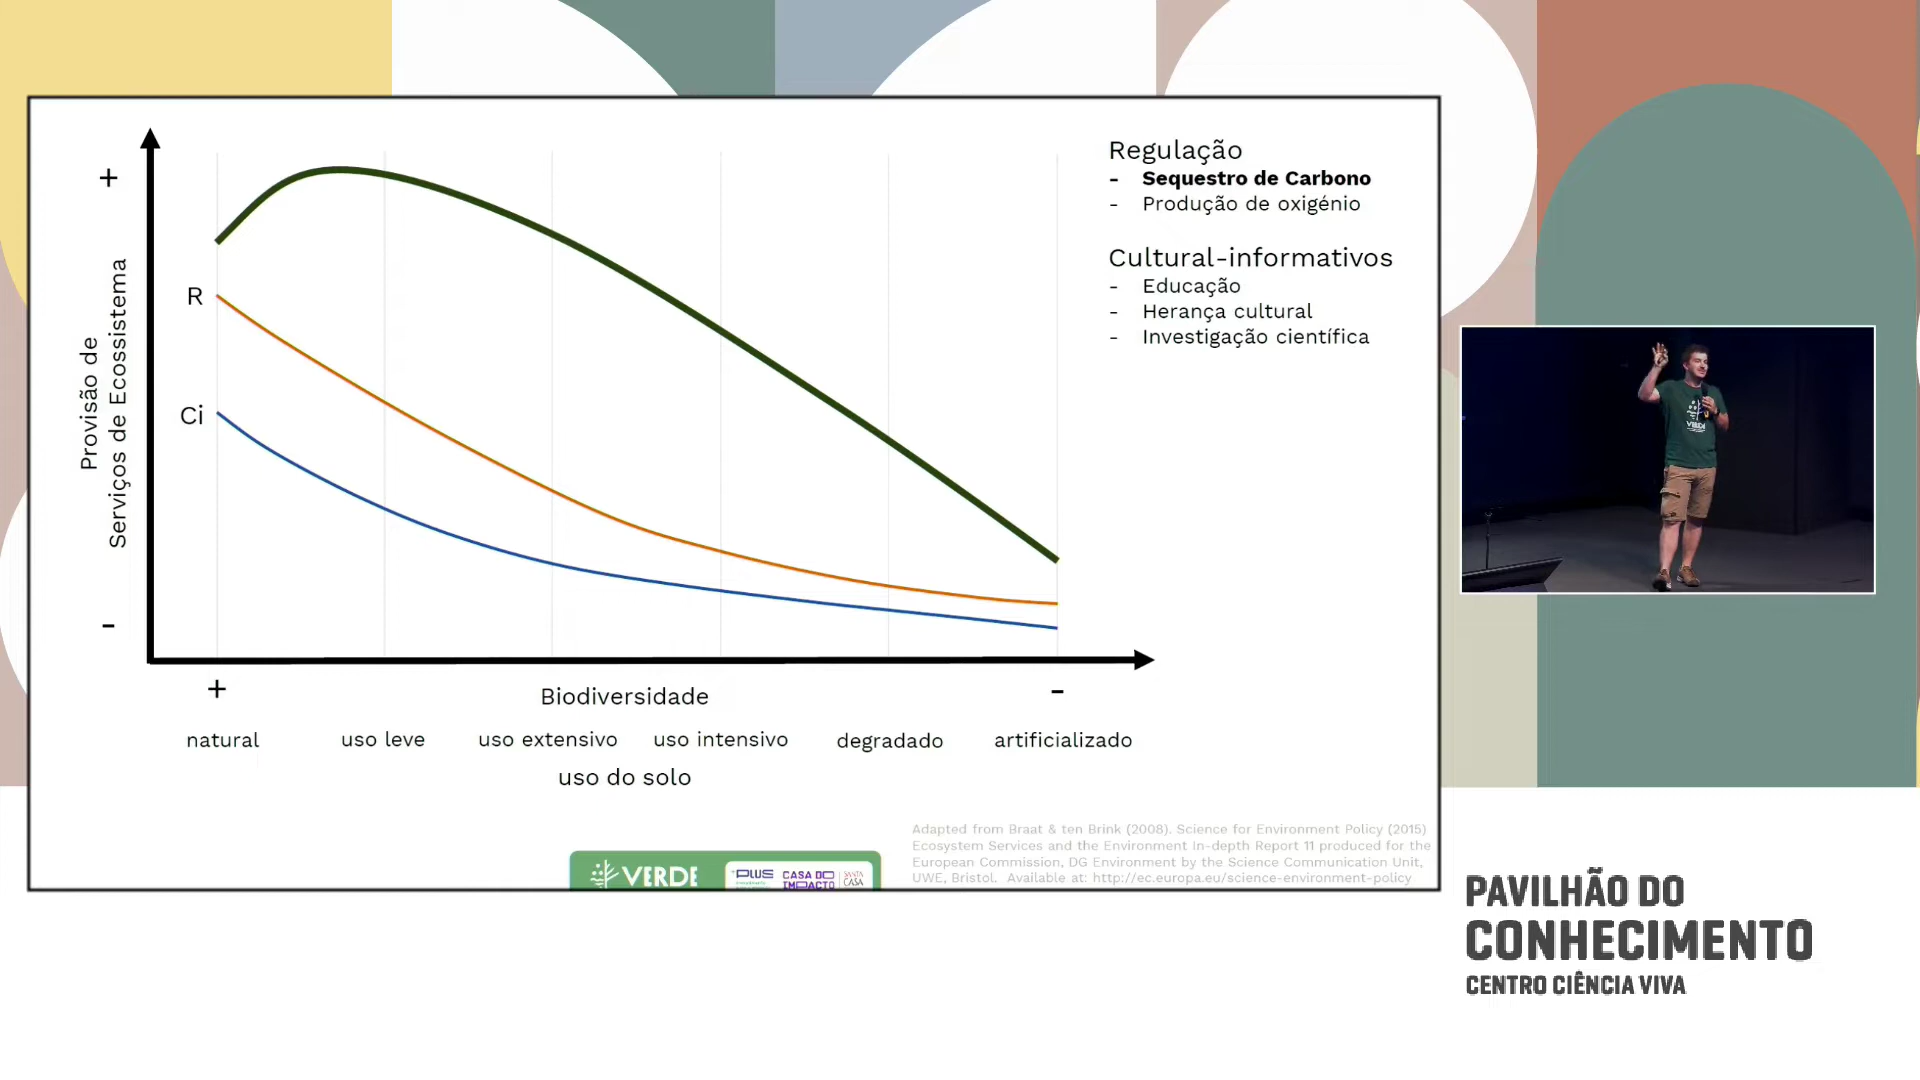 +
Provisão de
Serviços de Ecossistema
-
R
Ci
+
Biodiversidade
-
natural
uso leve
uso extensivo
uso intensivo
degradado
artificializado
uso do solo
Regulação
- Sequestro de Carbono
- Produção de oxigénio
Cultural-informativos
- Educação
- Herança cultural
- Investigação científica
Adapted from Braat & ten Brink (2008). Science for Environment Policy (2015)
Ecosystem Services and the Environment In-depth Report 11 produced for the
European Commission, DG Environment by the Science Communication Unit,
UWE, Bristol. Available at: http://ec.europa.eu/science-environment-policy
VERDE
+PLUS
CASA DO
IMPACTO
SANTA
CASA
VERDE
PAVILHÃO DO
CONHECIMENTO
CENTRO CIÊNCIA VIVA